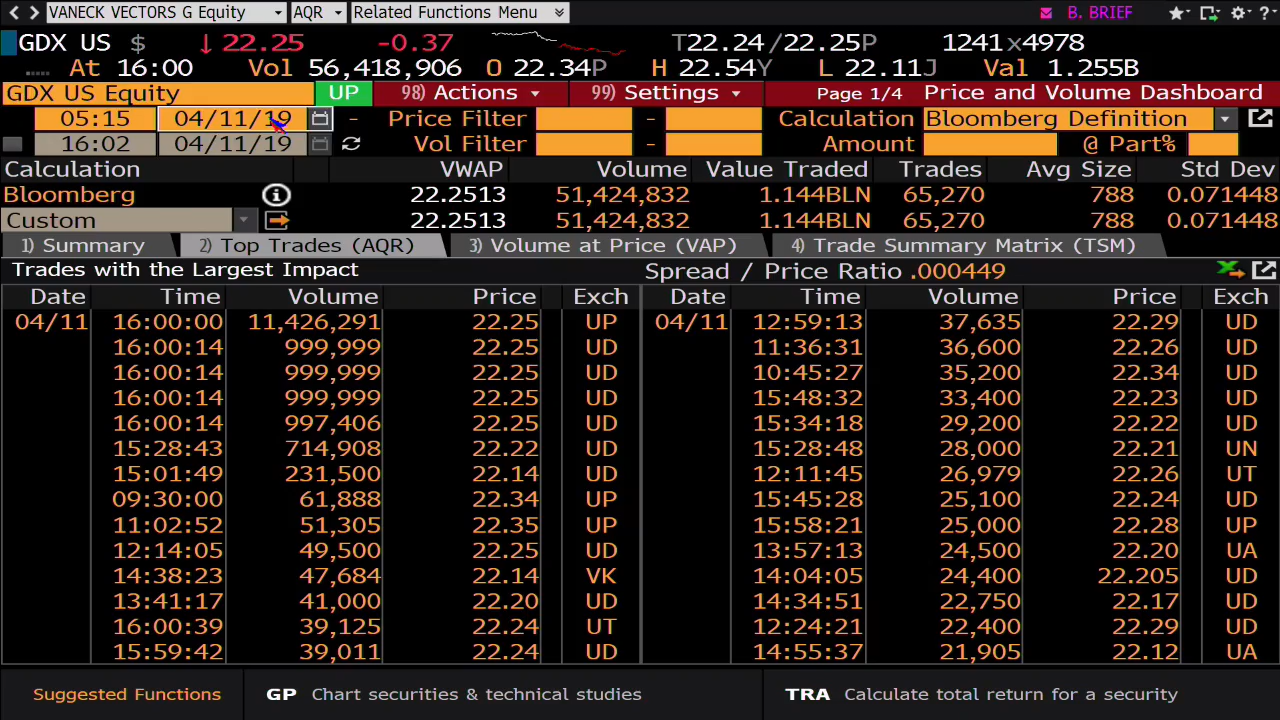 VANECK VECTORS G Equity AQR Related Functions Menu B. BRIEF
GDX US $ ↓ 22.25 -0.37 T22.24 /22.25P 1241x4978
At 16:00 Vol 56,418,906 O 22.34P H 22.54Y L 22.11J Val 1.255B
GDX US Equity UP 98) Actions 99) Settings Page 1/4 Price and Volume Dashboard
05:15 04/11/19 - Price Filter - Calculation Bloomberg Definition
16:02 04/11/19 Vol Filter - Amount @ Part%
Calculation VWAP Volume Value Traded Trades Avg Size Std Dev
Bloomberg 22.2513 51,424,832 1.144BLN 65,270 788 0.071448
Custom 22.2513 51,424,832 1.144BLN 65,270 788 0.071448
1) Summary 2) Top Trades (AQR) 3) Volume at Price (VAP) 4) Trade Summary Matrix (TSM)
Trades with the Largest Impact Spread / Price Ratio .000449
Date Time Volume Price Exch Date Time Volume Price Exch
04/11 16:00:00 11,426,291 22.25 UP 04/11 12:59:13 37,635 22.29 UD
16:00:14 999,999 22.25 UD 11:36:31 36,600 22.26 UD
16:00:14 999,999 22.25 UD 10:45:27 35,200 22.34 UD
16:00:14 999,999 22.25 UD 15:48:32 33,400 22.23 UD
16:00:14 997,406 22.25 UD 15:34:18 29,200 22.22 UD
15:28:43 714,908 22.22 UD 15:28:48 28,000 22.21 UN
15:01:49 231,500 22.14 UD 12:11:45 26,979 22.26 UT
09:30:00 61,888 22.34 UP 15:45:28 25,100 22.24 UD
11:02:52 51,305 22.35 UP 15:58:21 25,000 22.28 UP
12:14:05 49,500 22.25 UD 13:57:13 24,500 22.20 UA
14:38:23 47,684 22.14 VK 14:04:05 24,400 22.205 UD
13:41:17 41,000 22.20 UD 14:34:51 22,750 22.17 UD
16:00:39 39,125 22.24 UT 12:24:21 22,400 22.29 UD
15:59:42 39,011 22.24 UD 14:55:37 21,905 22.12 UA
Suggested Functions GP Chart securities & technical studies TRA Calculate total return for a security